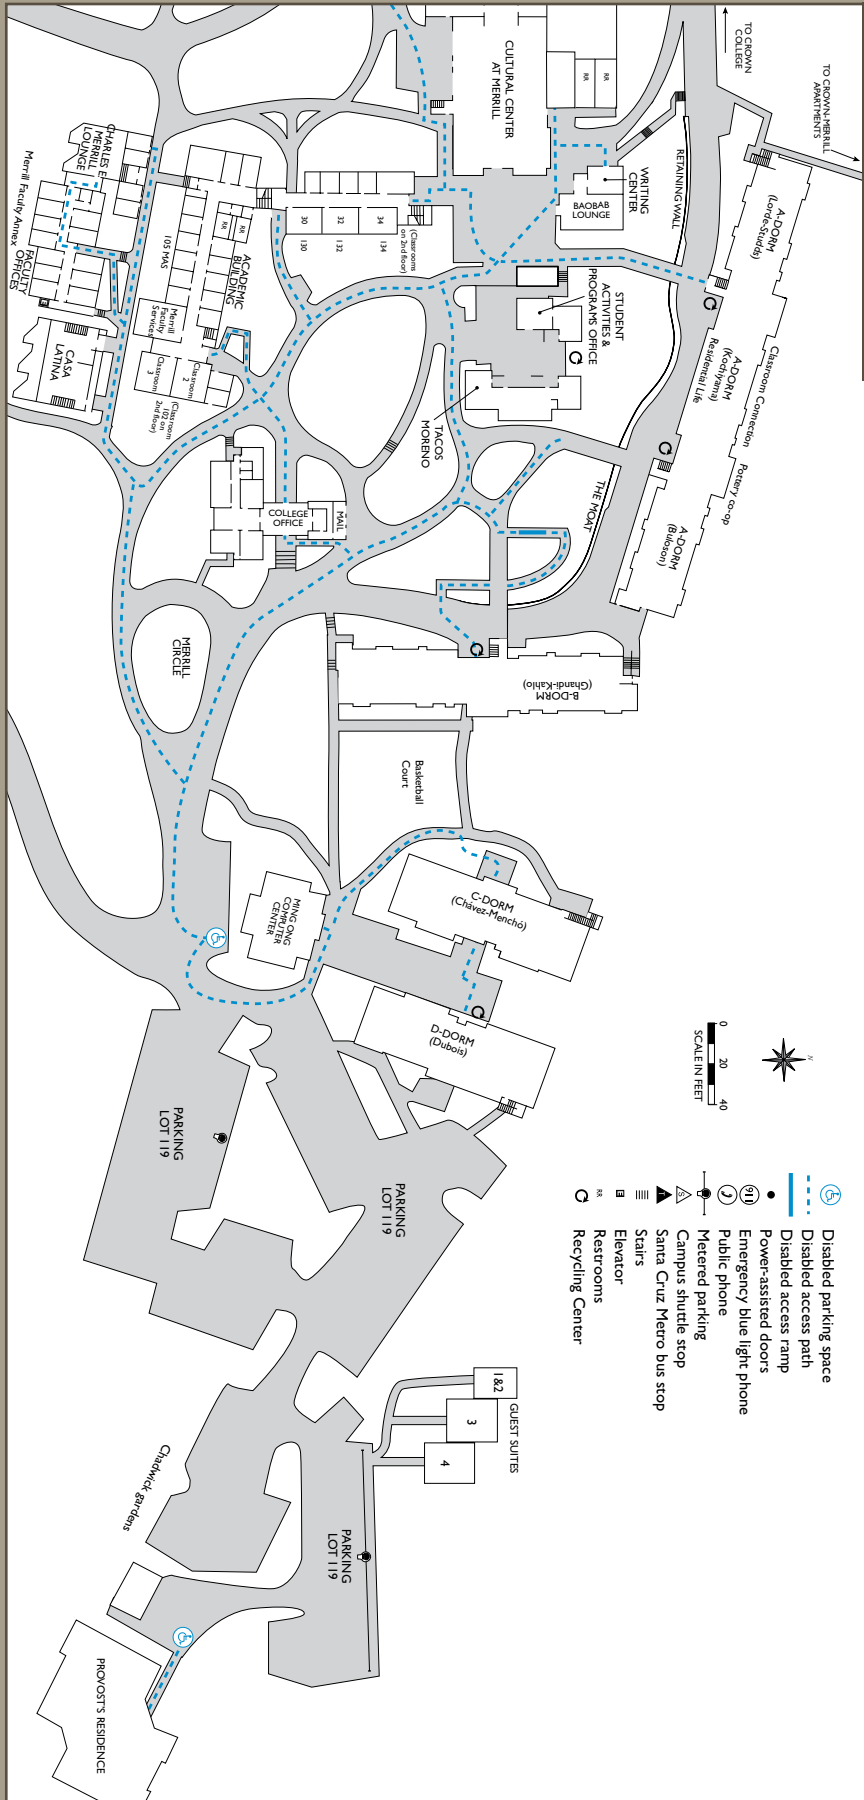 TO CROWN
COLLEGE
TO CROWN-MERRILL
APARTMENTS
CULTURAL CENTER
AT MERRILL
RR
RR
WRITING
CENTER
BAOBAB
LOUNGE
RETAINING WALL
A-DORM
(Lorde-Studds)
A-DORM
(Kochiyama)
Residential Life
Classroom Connection
Pottery co-op
A-DORM
(Bulosan)
STUDENT
ACTIVITIES &
PROGRAMS OFFICE
TACOS
MORENO
THE MOAT
CHARLES E
MERRILL
LOUNGE
Merrill Faculty Annex
FACULTY
OFFICES
E
CASA
LATINA
105 MAS
RR
RR
ACADEMIC
BUILDING
Merrill
Faculty
Services
Classroom
3
Classroom
2
(Classroom
102 on
2nd floor)
30
32
34
130
132
134
(Classrooms
on 2nd floor)
COLLEGE
OFFICE
MAIL
MERRILL
CIRCLE
B-DORM
(Ghandi-Kahlo)
Basketball
Court
MING ONG
COMPUTER
CENTER
C-DORM
(Chávez-Menchó)
D-DORM
(Dubois)
N
0
20
40
SCALE IN FEET
Disabled parking space
Disabled access path
Disabled access ramp
Power-assisted doors
911
Emergency blue light phone
Public phone
Metered parking
S
Campus shuttle stop
T
Santa Cruz Metro bus stop
Stairs
E
Elevator
RR
Restrooms
Recycling Center
PARKING
LOT 119
PARKING
LOT 119
GUEST SUITES
1&2
3
4
PARKING
LOT 119
Chadwick gardens
PROVOST'S RESIDENCE